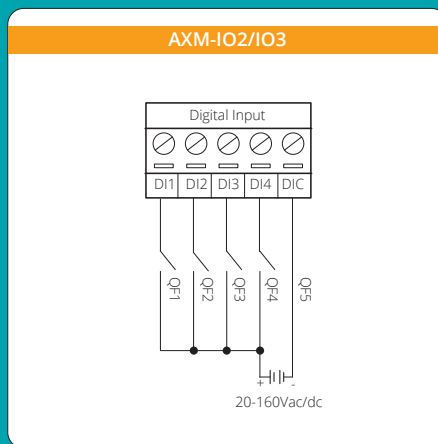 AXM-IO2/IO3
Digital Input
DI1 DI2 DI3 DI4 DIC
QF1 QF2 QF3 QF4 QF5
+ -
20-160Vac/dc